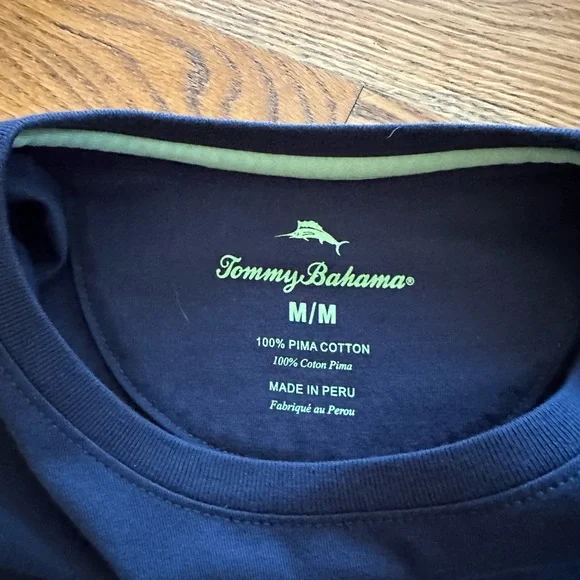 Tommy Bahama®
M/M
100% PIMA COTTON
100% Coton Pima
MADE IN PERU
Fabriqué au Perou